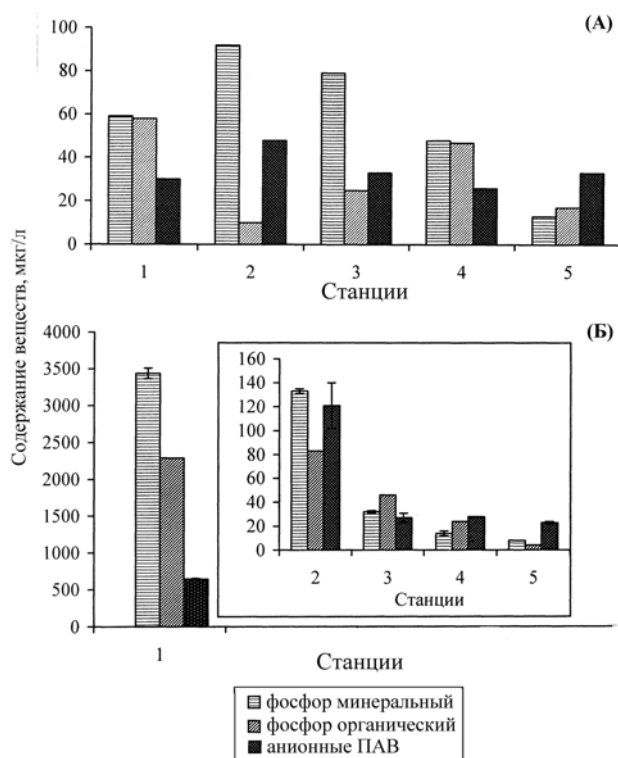 (А)
100
80
60
40
20
0
1 2 3 4 5
Станции
Содержание веществ, мкг/л
(Б)
4000
3500
3000
2500
2000
1500
1000
500
0
1
Станции
160
140
120
100
80
60
40
20
0
2 3 4 5
Станции
фосфор минеральный
фосфор органический
анионные ПАВ